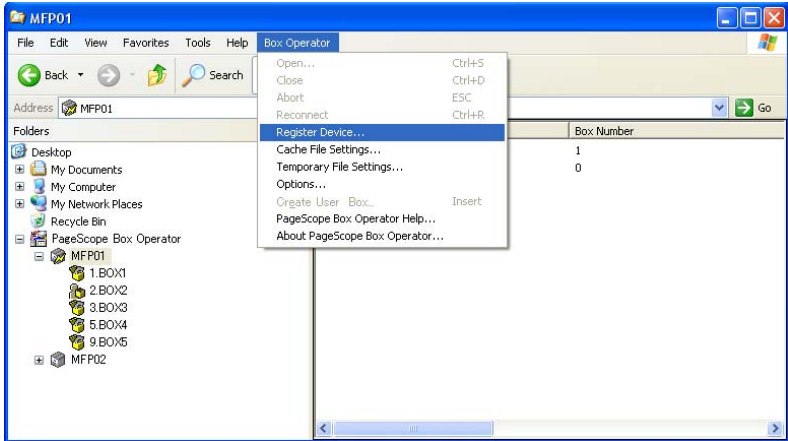 MFP01
File Edit View Favorites Tools Help Box Operator
Back Search
Address MFP01 Go
Open... Ctrl+S
Close Ctrl+D
Abort ESC
Reconnect Ctrl+R
Register Device...
Cache File Settings...
Temporary File Settings...
Options...
Create User Box... Insert
PageScope Box Operator Help...
About PageScope Box Operator...
Folders
Desktop
My Documents
My Computer
My Network Places
Recycle Bin
PageScope Box Operator
MFP01
1.BOX1
2.BOX2
3.BOX3
5.BOX4
9.BOX5
MFP02
Box Number
1
0